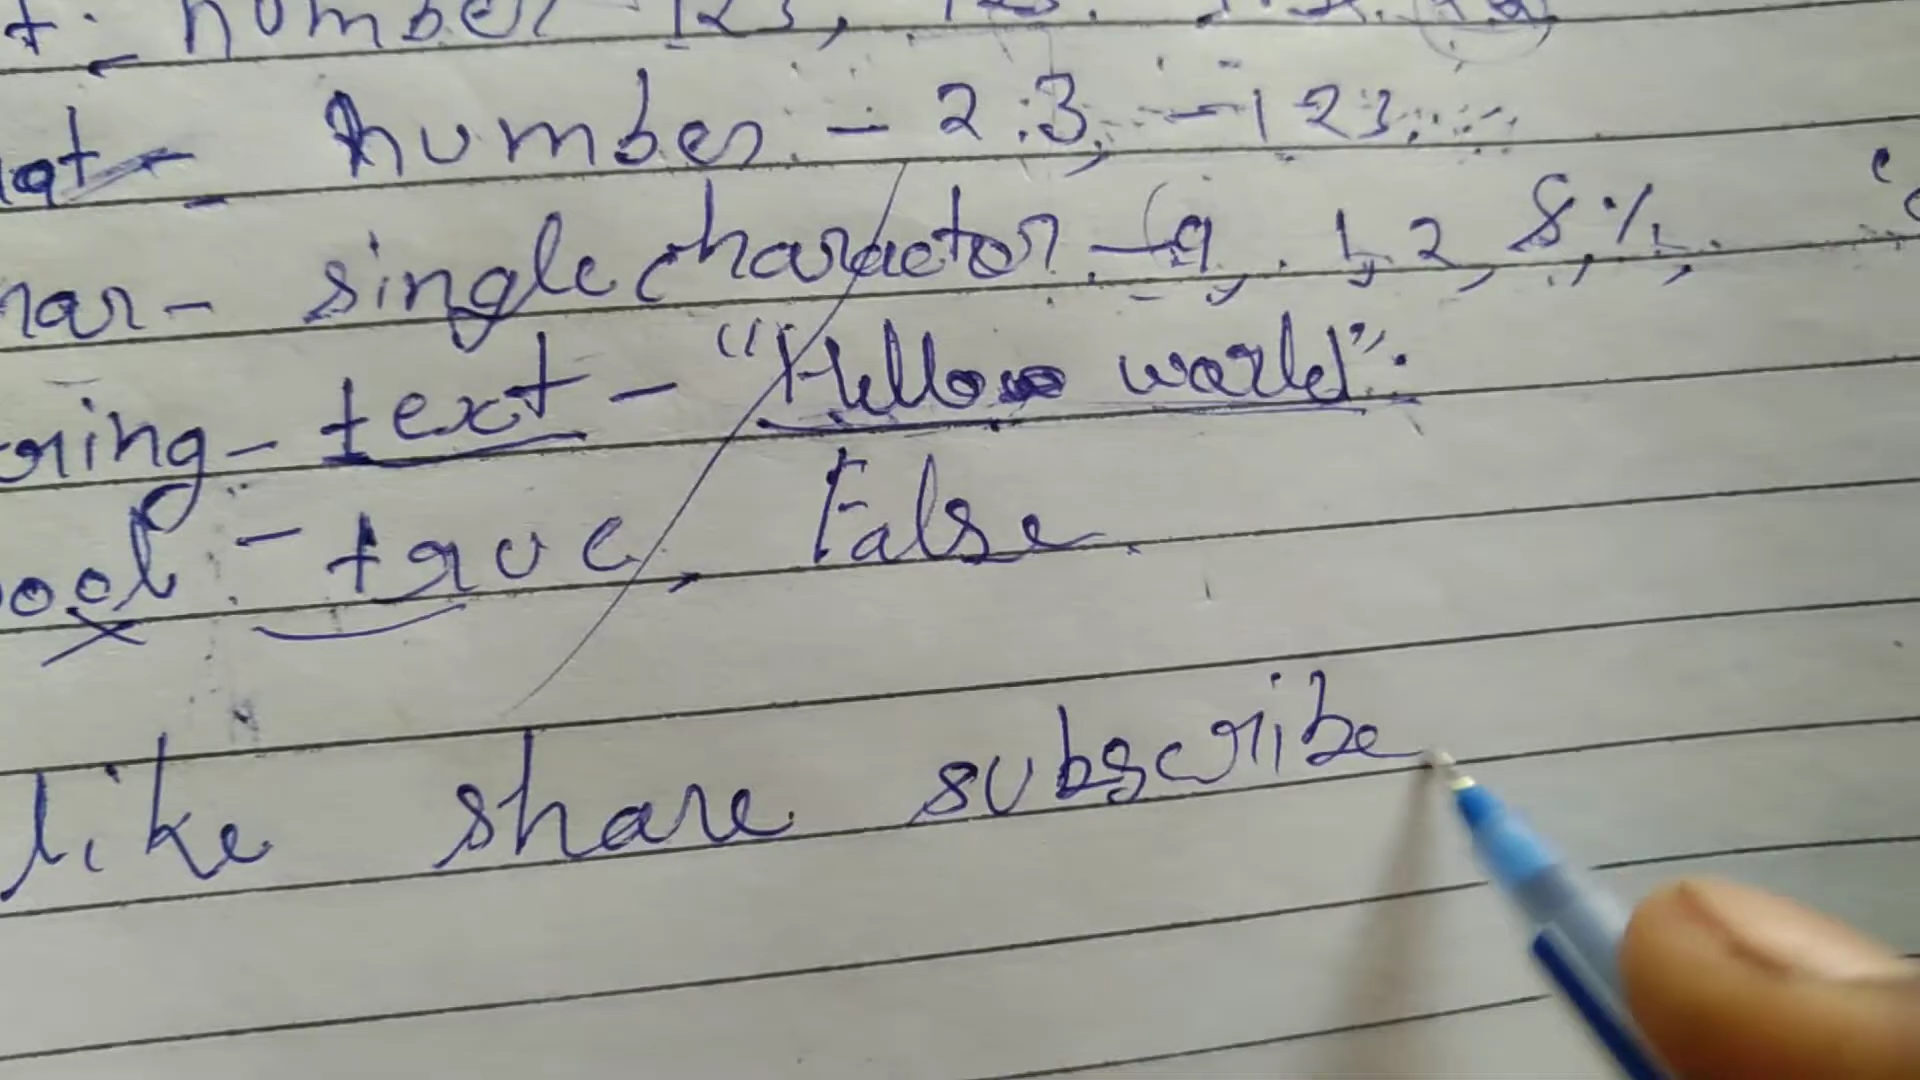 t: number 123,
at - number - 2.3, -123.
har - single character - 'a, 1, 2, 8, %,
ring - text - "Hello world".
ool - true, False
like share subscribe